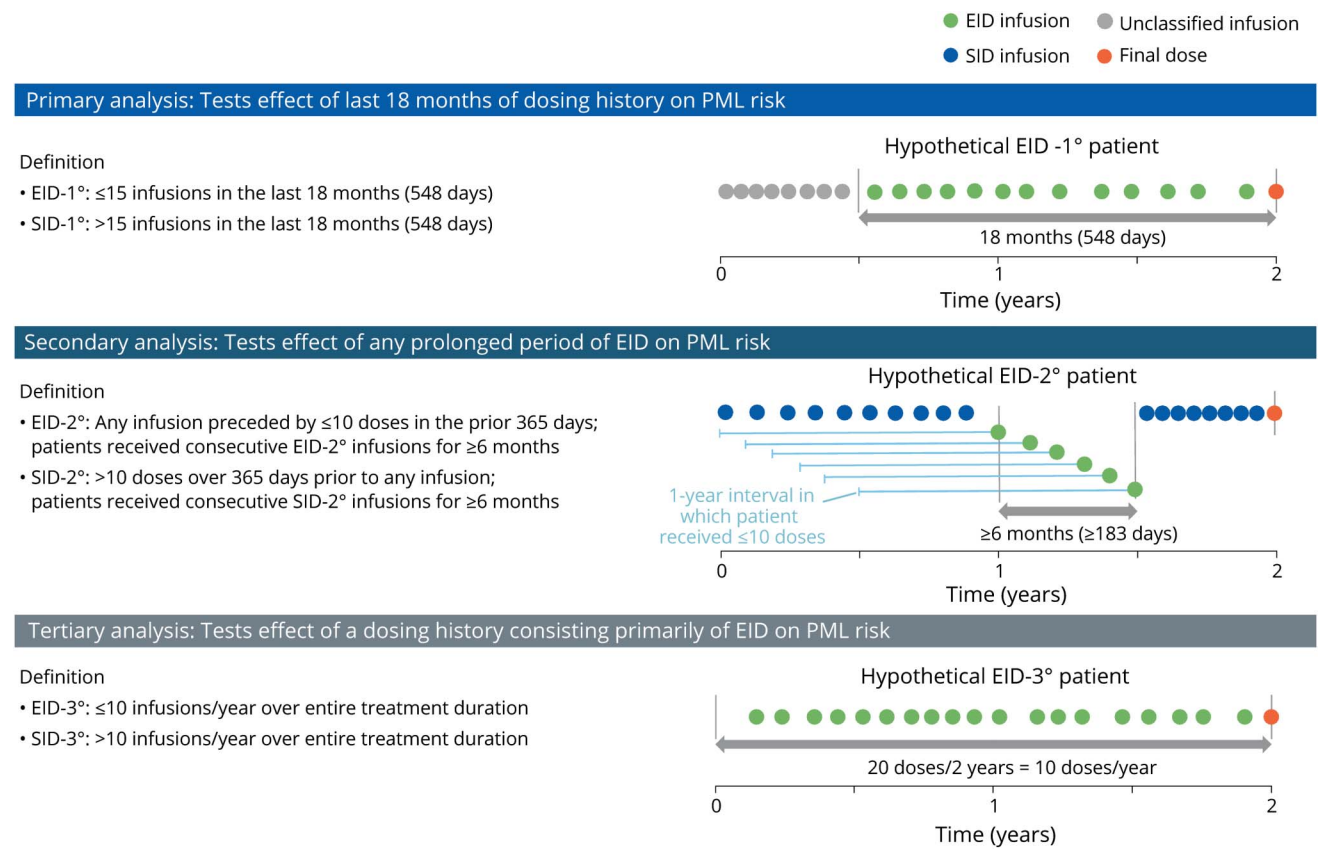 EID infusion
Unclassified infusion
SID infusion
Final dose
Primary analysis: Tests effect of last 18 months of dosing history on PML risk
Definition
• EID-1°: ≤15 infusions in the last 18 months (548 days)
• SID-1°: >15 infusions in the last 18 months (548 days)
Hypothetical EID -1° patient
18 months (548 days)
0 1 2
Time (years)
Secondary analysis: Tests effect of any prolonged period of EID on PML risk
Definition
• EID-2°: Any infusion preceded by ≤10 doses in the prior 365 days;
patients received consecutive EID-2° infusions for ≥6 months
• SID-2°: >10 doses over 365 days prior to any infusion;
patients received consecutive SID-2° infusions for ≥6 months
Hypothetical EID-2° patient
1-year interval in
which patient
received ≤10 doses
≥6 months (≥183 days)
0 1 2
Time (years)
Tertiary analysis: Tests effect of a dosing history consisting primarily of EID on PML risk
Definition
• EID-3°: ≤10 infusions/year over entire treatment duration
• SID-3°: >10 infusions/year over entire treatment duration
Hypothetical EID-3° patient
20 doses/2 years = 10 doses/year
0 1 2
Time (years)